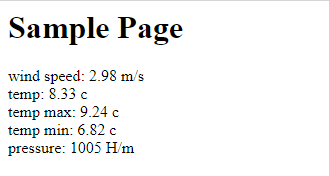 Sample Page
wind speed: 2.98 m/s
temp: 8.33 c
temp max: 9.24 c
temp min: 6.82 c
pressure: 1005 H/m